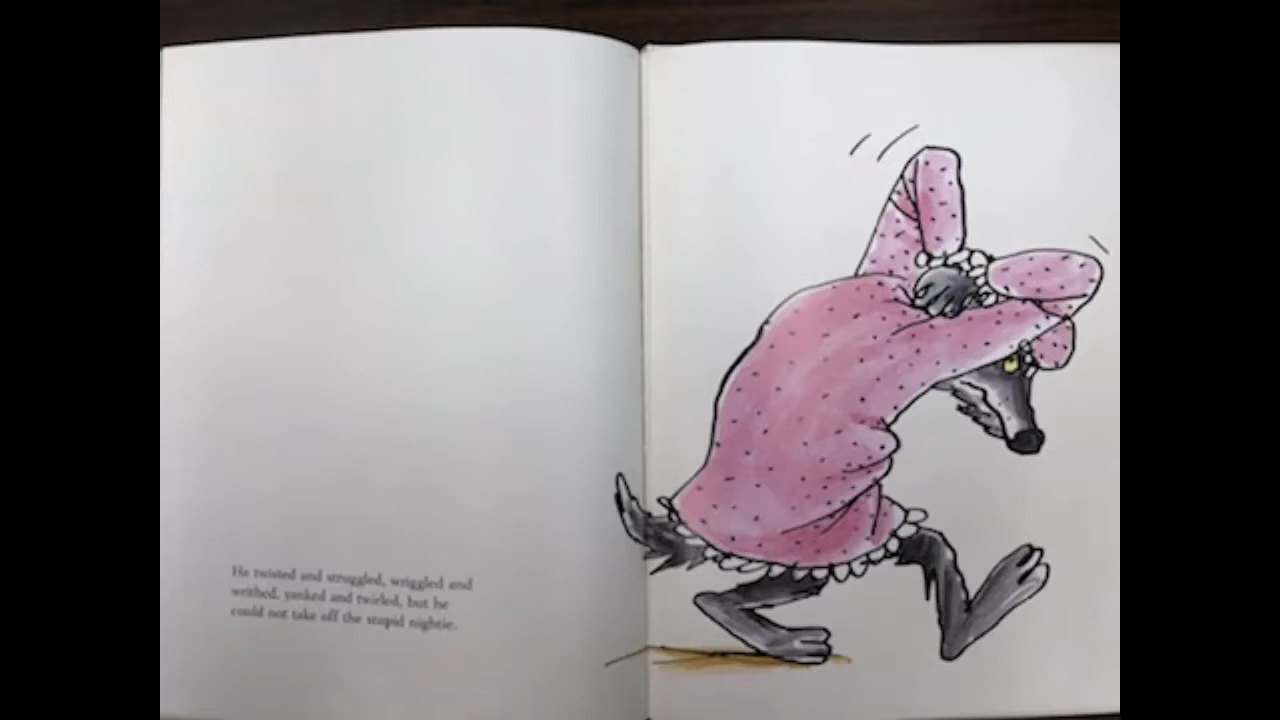 He twisted and struggled, wriggled and
writhed, yanked and twirled, but he
could not take off the stupid nightie.